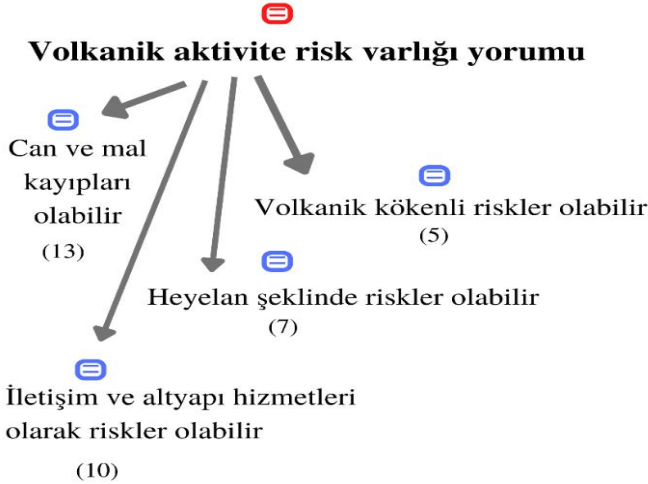 Volkanik aktivite risk varlığı yorumu
Can ve mal
kayıpları
olabilir
(13)
Volkanik kökenli riskler olabilir
(5)
Heyelan şeklinde riskler olabilir
(7)
İletişim ve altyapı hizmetleri
olarak riskler olabilir
(10)